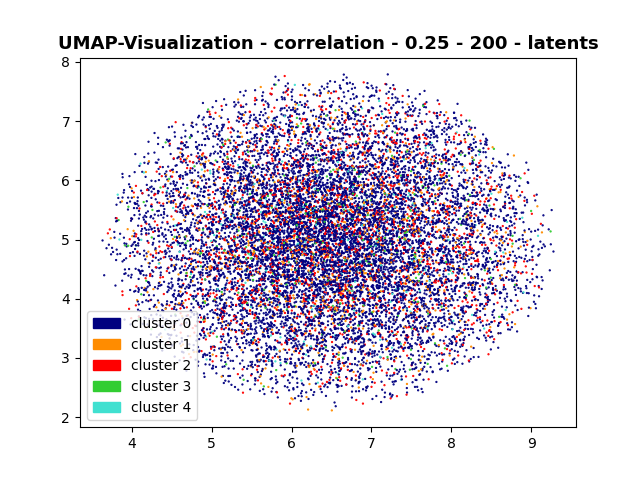 UMAP-Visualization - correlation - 0.25 - 200 - latents
8
7
6
5
4
3
2
cluster 0
cluster 1
cluster 2
cluster 3
cluster 4
4 5 6 7 8 9